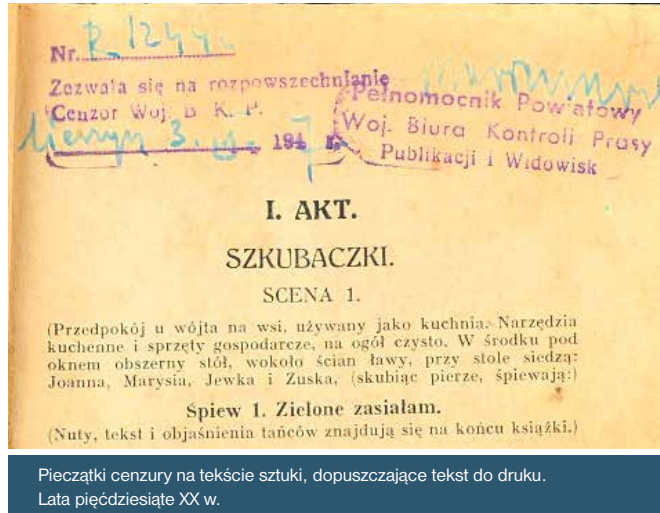 Nr. R 1244
Zezwala się na rozpowszechnianie
Cenzor Woj. B K. P.
Cieszyn 3. 194 7 r.
Pełnomocnik Powiatowy
Woj. Biura Kontroli Prasy
Publikacji i Widowisk
I. AKT.
SZKUBACZKI.
SCENA 1.
(Przedpokój u wójta na wsi, używany jako kuchnia. Narzędzia
kuchenne i sprzęty gospodarcze, na ogół czysto. W środku pod
oknem obszerny stół, wokoło ścian ławy, przy stole siedzą:
Joanna, Marysia, Jewka i Zuska, (skubiąc pierze, śpiewają:)
Śpiew 1. Zielone zasiałam.
(Nuty, tekst i objaśnienia tańców znajdują się na końcu książki.)
Pieczątki cenzury na tekście sztuki, dopuszczające tekst do druku.
Lata pięćdziesiąte XX w.